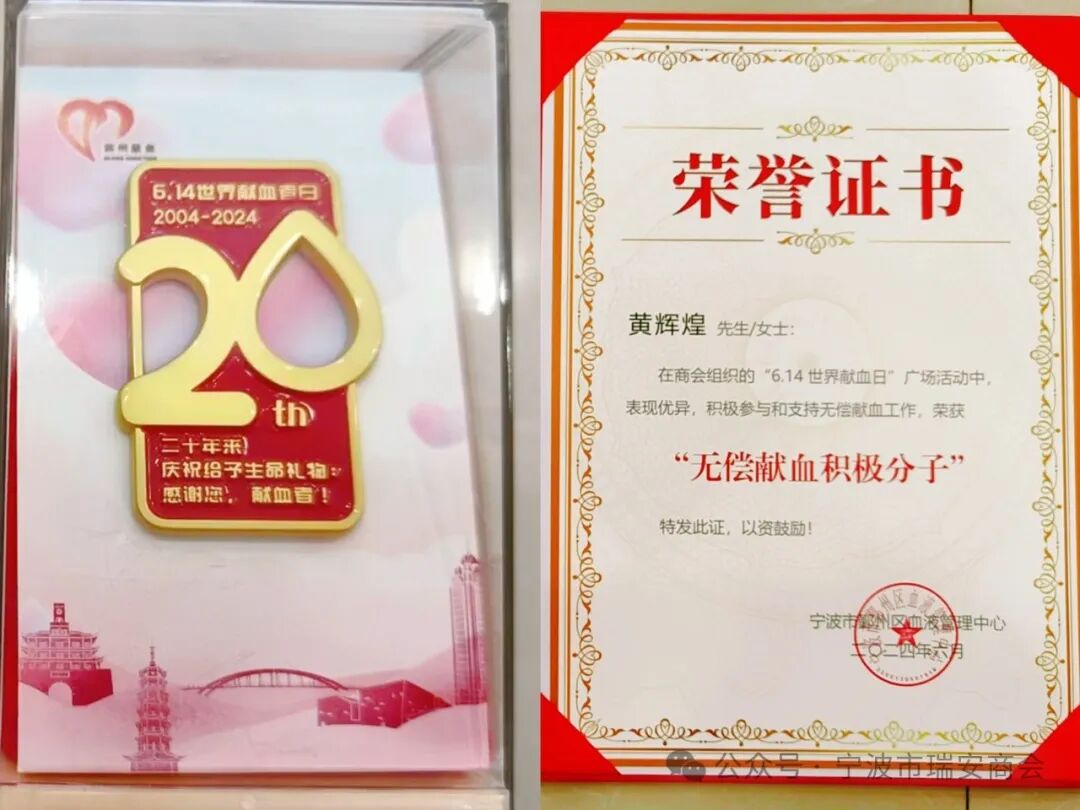 鄞州献血
6.14世界献血者日
2004-2024
20
th
二十年来，
庆祝给予生命礼物：
感谢您，献血者！
荣誉证书
黄辉煌 先生/女士：
在商会组织的“6.14世界献血日”广场活动中，
表现优异，积极参与和支持无偿献血工作，荣获
“无偿献血积极分子”
特发此证，以资鼓励！
宁波市鄞州区血液管理中心
二〇二四年六月
公众号·宁波市瑞安商会